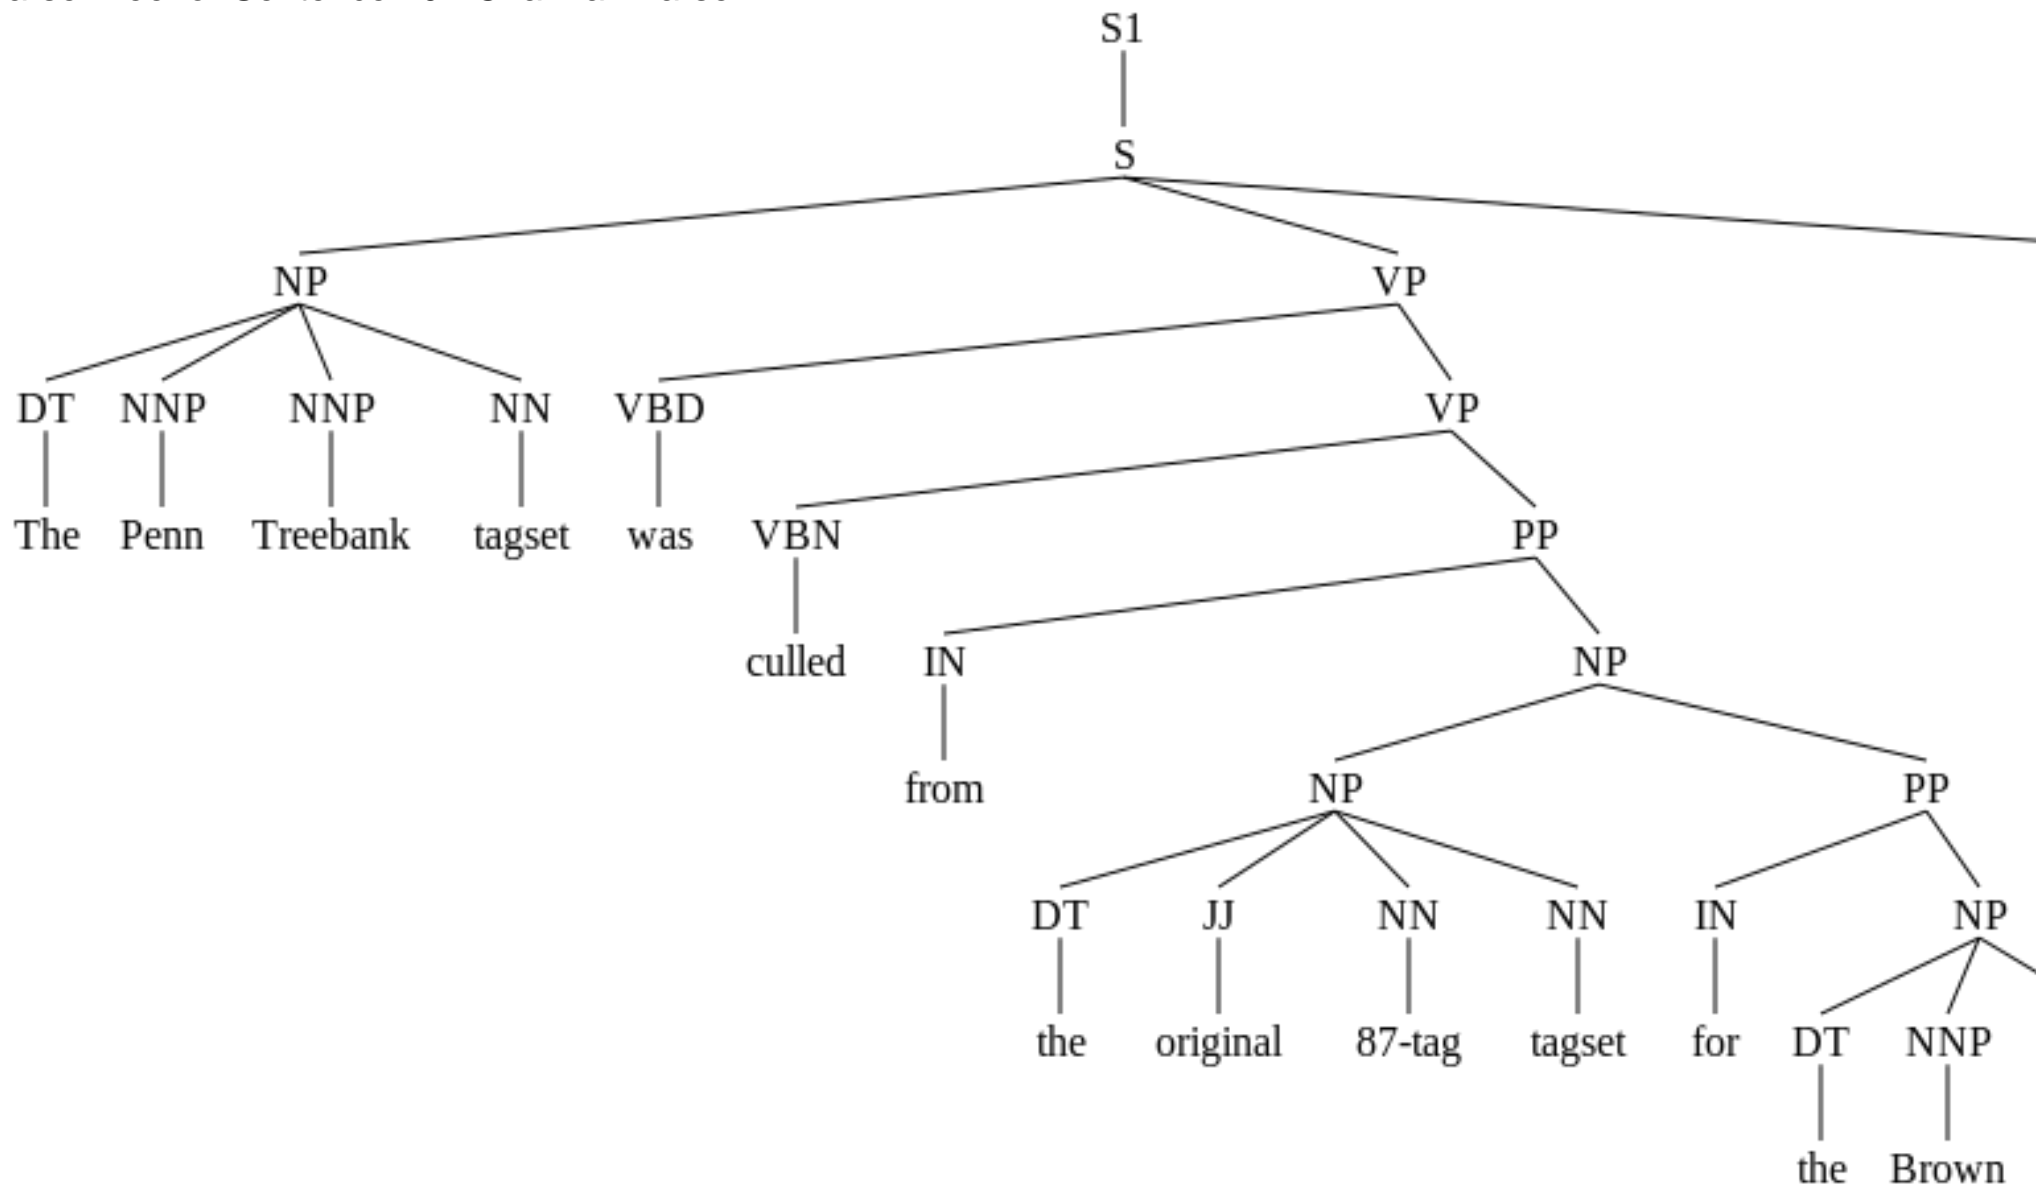 S1
S
NP VP
DT NNP NNP NN VBD VP
The Penn Treebank tagset was VBN PP
culled IN NP
from NP PP
DT JJ NN NN IN NP
the original 87-tag tagset for DT NNP
the Brown